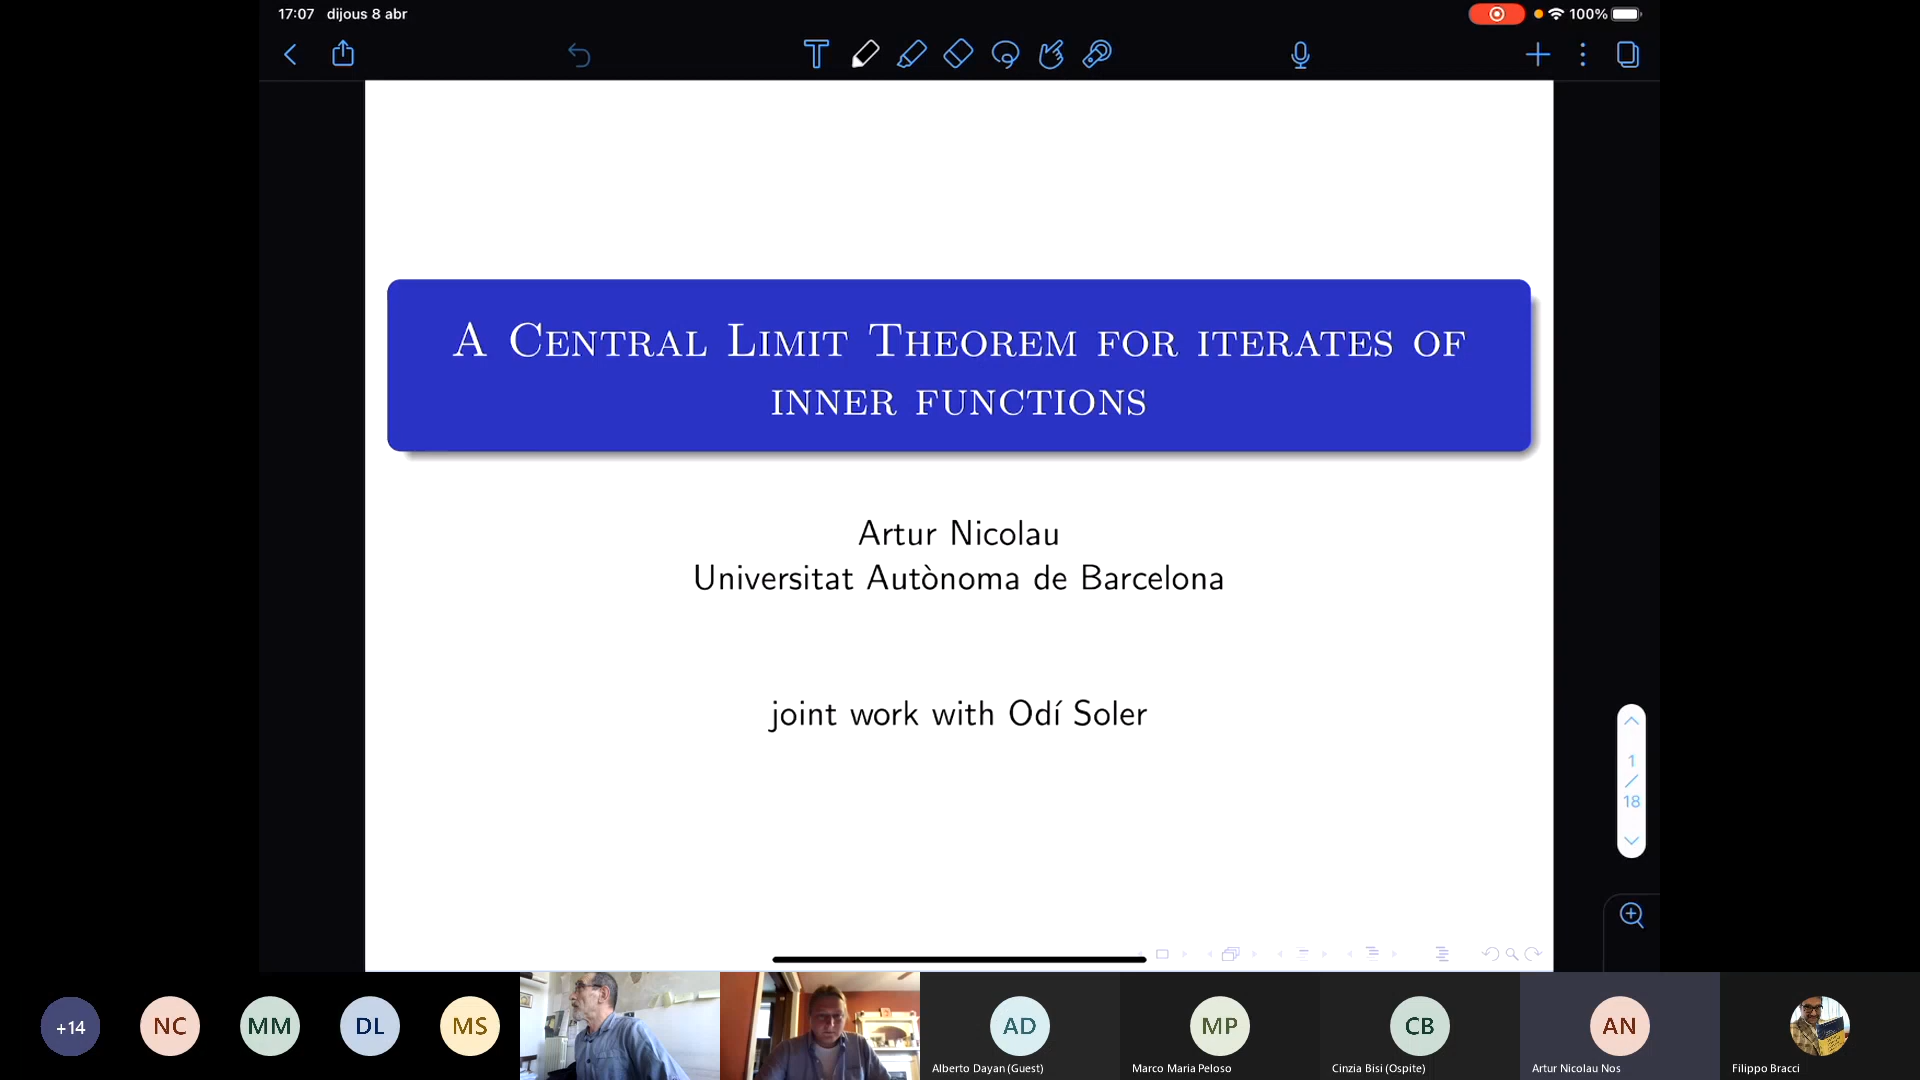 17:07 dijous 8 abr
100%
A Central Limit Theorem for iterates of
inner functions
Artur Nicolau
Universitat Autònoma de Barcelona
joint work with Odí Soler
1
/
18
+14
NC
MM
DL
MS
AD
MP
CB
AN
Alberto Dayan (Guest)
Marco Maria Peloso
Cinzia Bisi (Ospite)
Artur Nicolau Nos
Filippo Bracci